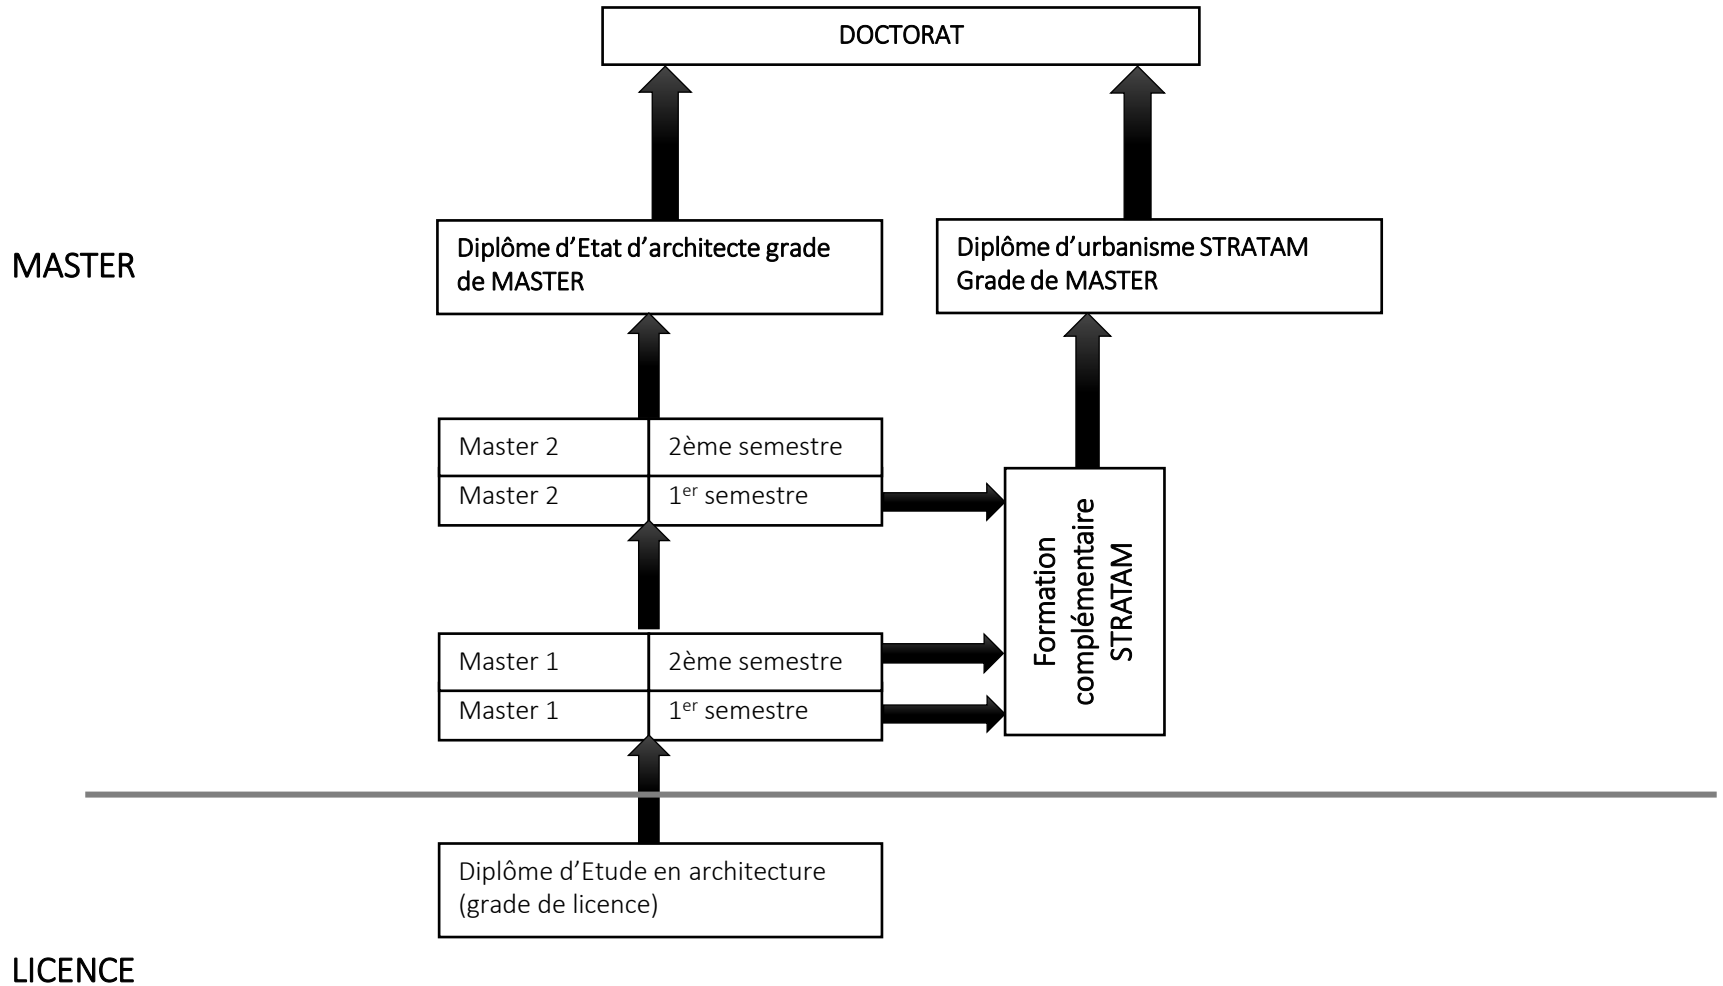 DOCTORAT
MASTER
Diplôme d’Etat d’architecte grade
de MASTER
Diplôme d’urbanisme STRATAM
Grade de MASTER
Master 2
2ème semestre
Master 2
1er semestre
Formation
complémentaire
STRATAM
Master 1
2ème semestre
Master 1
1er semestre
Diplôme d’Etude en architecture
(grade de licence)
LICENCE